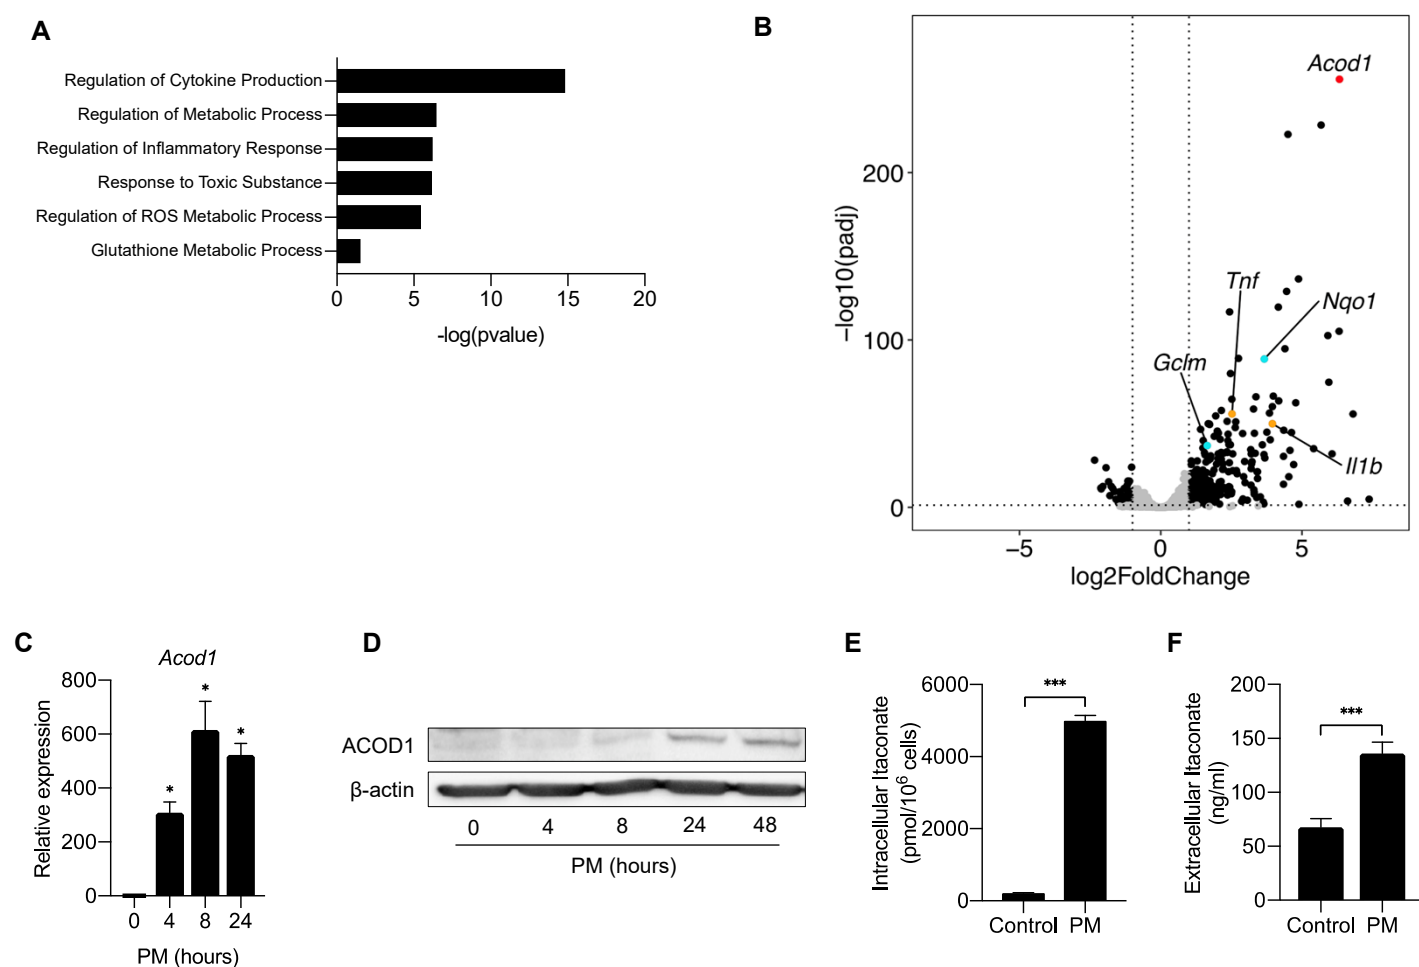 A
Regulation of Cytokine Production
Regulation of Metabolic Process
Regulation of Inflammatory Response
Response to Toxic Substance
Regulation of ROS Metabolic Process
Glutathione Metabolic Process
0 5 10 15 20
-log(pvalue)
B
−log10(padj)
200
100
0
Acod1
Tnf
Nqo1
Gclm
Il1b
−5 0 5
log2FoldChange
C
Acod1
Relative expression
800
600
400
200
0
* * *
0 4 8 24
PM (hours)
D
ACOD1
β-actin
0 4 8 24 48
PM (hours)
E
Intracellular Itaconate
(pmol/10⁶ cells)
6000
4000
2000
0
***
Control PM
F
Extracellular Itaconate
(ng/ml)
200
150
100
50
0
***
Control PM